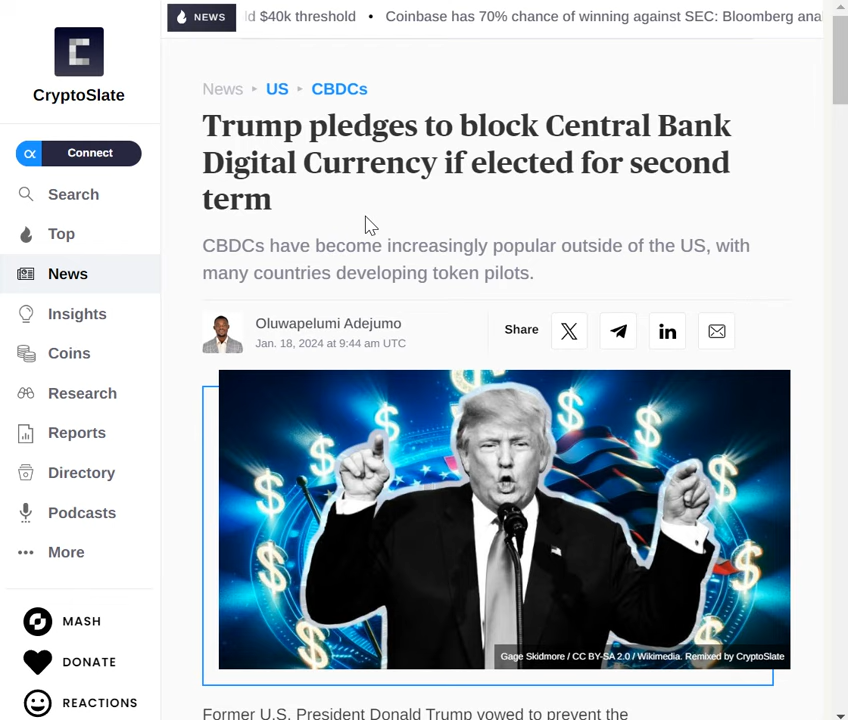 NEWS
$40k threshold • Coinbase has 70% chance of winning against SEC: Bloomberg
CryptoSlate
Connect
Search
Top
News
Insights
Coins
Research
Reports
Directory
Podcasts
More
MASH
DONATE
REACTIONS
News ▸ US ▸ CBDCs
Trump pledges to block Central Bank
Digital Currency if elected for second
term
CBDCs have become increasingly popular outside of the US, with
many countries developing token pilots.
Oluwapelumi Adejumo
Jan. 18, 2024 at 9:44 am UTC
Share
Gage Skidmore / CC BY-SA 2.0 / Wikimedia. Remixed by CryptoSlate
Former U.S. President Donald Trump vowed to prevent the